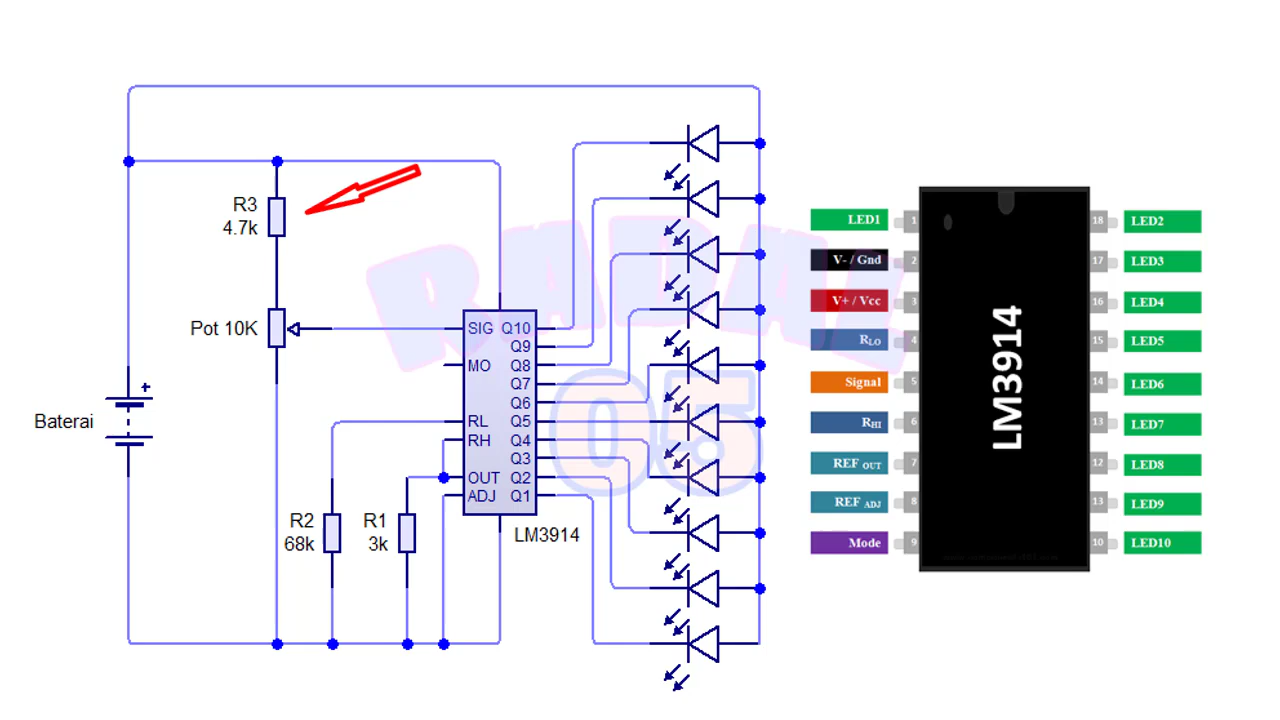 R3
4.7k
Pot 10K
+
Baterai
R2
68k
R1
3k
SIG
MO
RL
RH
OUT
ADJ
Q10
Q9
Q8
Q7
Q6
Q5
Q4
Q3
Q2
Q1
LM3914
RADAL
05
LED1 1
V- / Gnd 2
V+ / Vcc 3
RLO 4
Signal 5
RHI 6
REF OUT 7
REF ADJ 8
Mode 9
LM3914
18 LED2
17 LED3
16 LED4
15 LED5
14 LED6
13 LED7
12 LED8
13 LED9
10 LED10